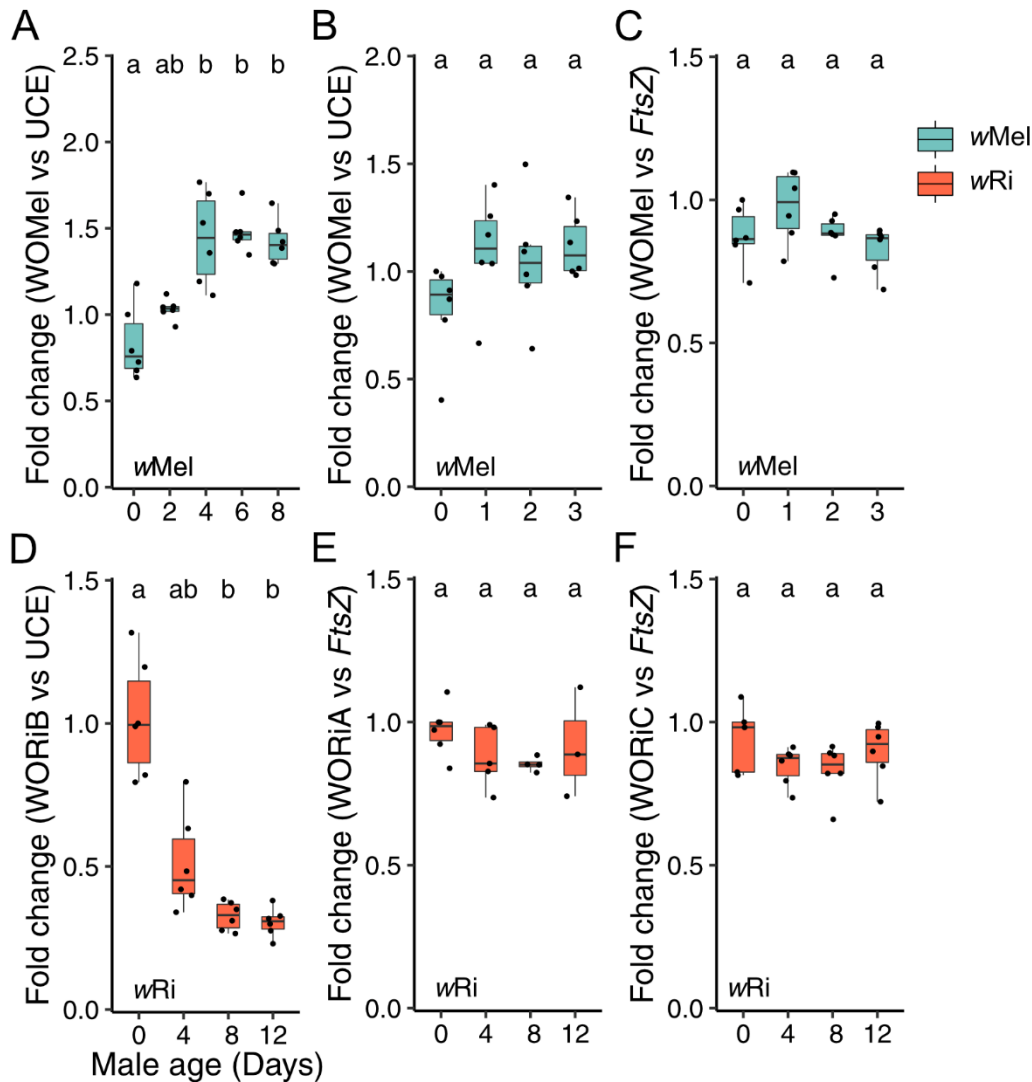 A
Fold change (WOMel vs UCE)
2.5
2.0
1.5
1.0
0.5
0.0
a ab b b b
wMel
0 2 4 6 8
B
Fold change (WOMel vs UCE)
2.0
1.5
1.0
0.5
0.0
a a a a
wMel
0 1 2 3
C
Fold change (WOMel vs FtsZ)
1.5
1.0
0.5
0.0
a a a a
wMel
0 1 2 3
wMel
wRi
D
Fold change (WORiB vs UCE)
1.5
1.0
0.5
0.0
a ab b b
wRi
0 4 8 12
Male age (Days)
E
Fold change (WORiA vs FtsZ)
1.5
1.0
0.5
0.0
a a a a
wRi
0 4 8 12
F
Fold change (WORiC vs FtsZ)
1.5
1.0
0.5
0.0
a a a a
wRi
0 4 8 12